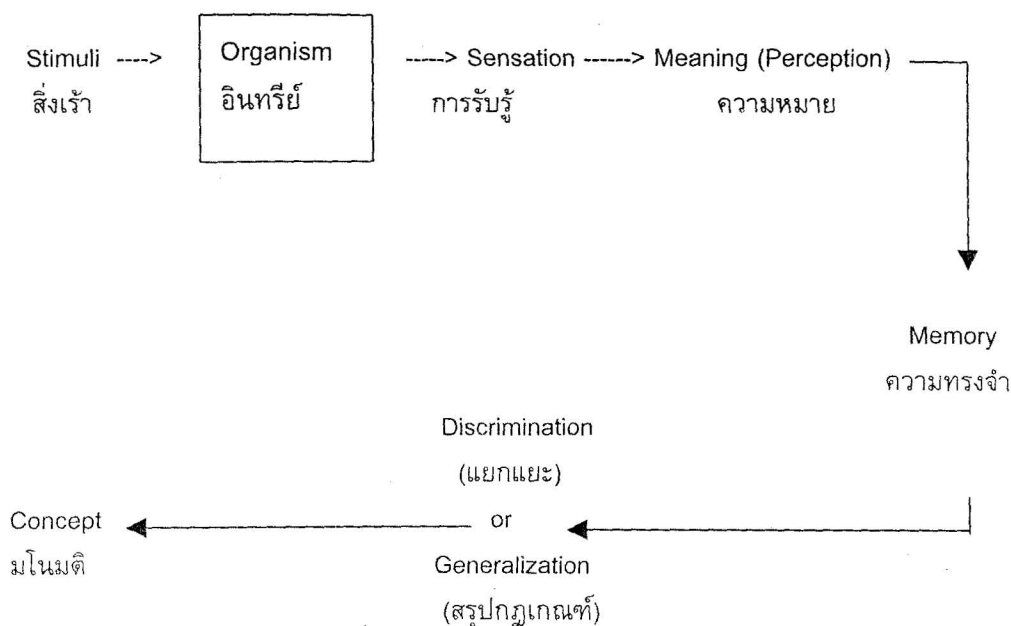 Stimuli ----> Organism ----> Sensation ------> Meaning (Perception)
สิ่งเร้า อินทรีย์ การรับรู้ ความหมาย
Memory
ความทรงจำ
Discrimination
(แยกแยะ)
Concept or
มโนมติ Generalization
(สรุปกฎเกณฑ์)